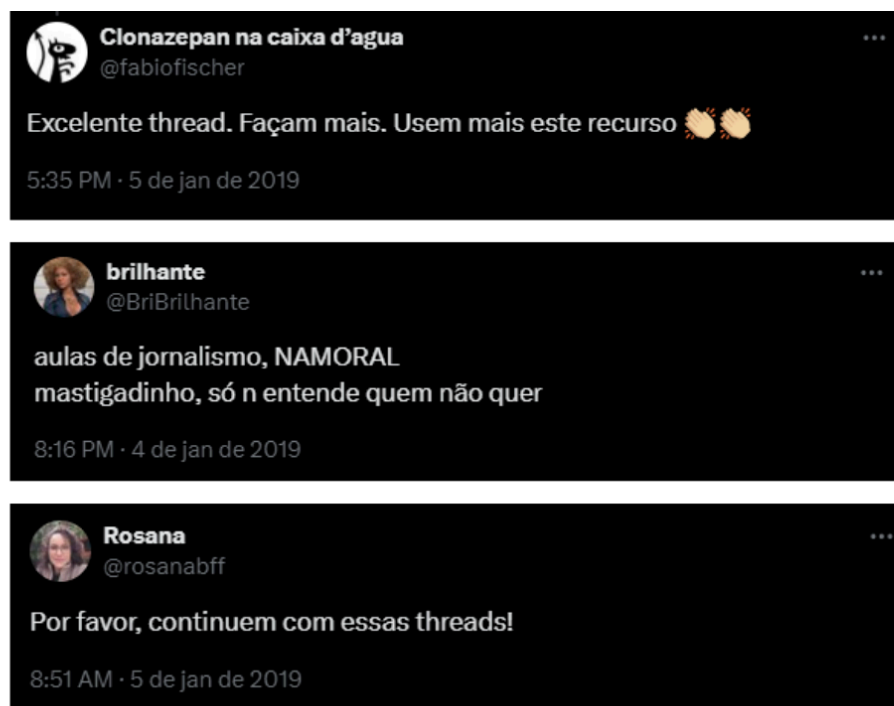 Clonazepan na caixa d’agua
@fabiofischer
Excelente thread. Façam mais. Usem mais este recurso 👏🏼👏🏼
5:35 PM · 5 de jan de 2019
brilhante
@BriBrilhante
aulas de jornalismo, NAMORAL
mastigadinho, só n entende quem não quer
8:16 PM · 4 de jan de 2019
Rosana
@rosanabff
Por favor, continuem com essas threads!
8:51 AM · 5 de jan de 2019